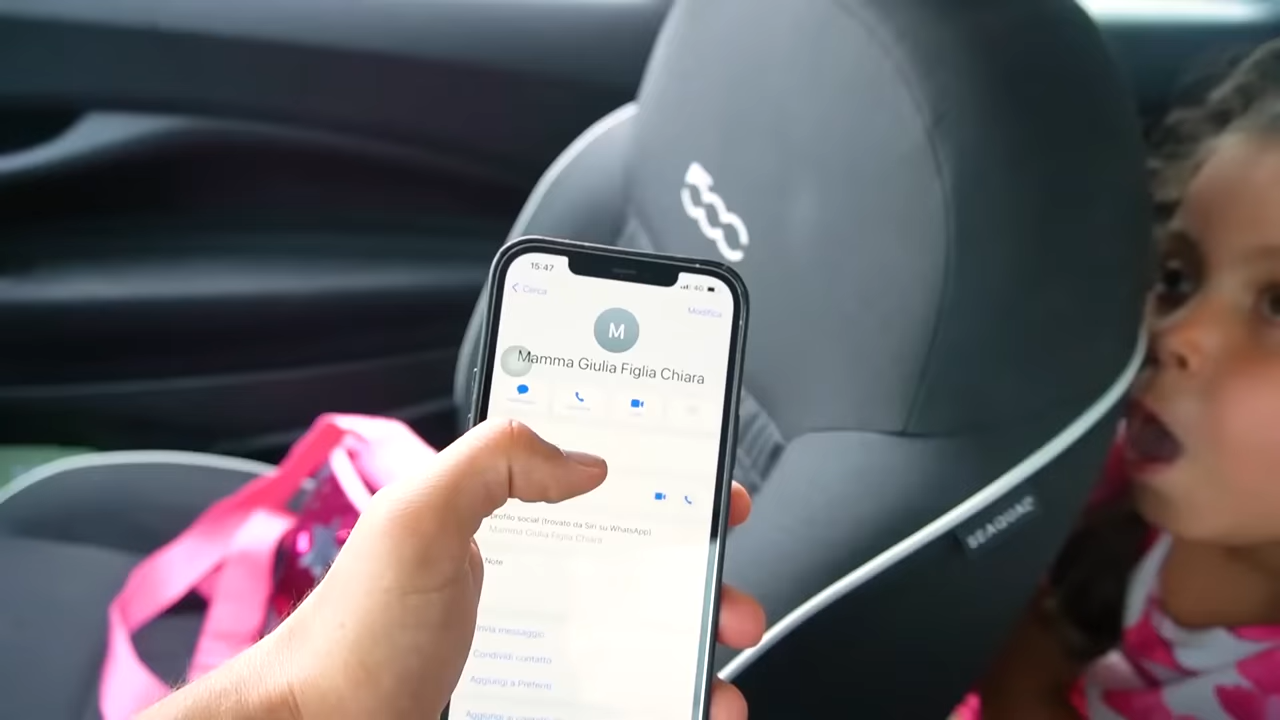 15:47
4G
Cerca
Modifica
M
Mamma Giulia Figlia Chiara
profilo social (trovato da Siri su WhatsApp)
Mamma Giulia Figlia Chiara
Note
Invia messaggio
Condividi contatto
Aggiungi a Preferiti